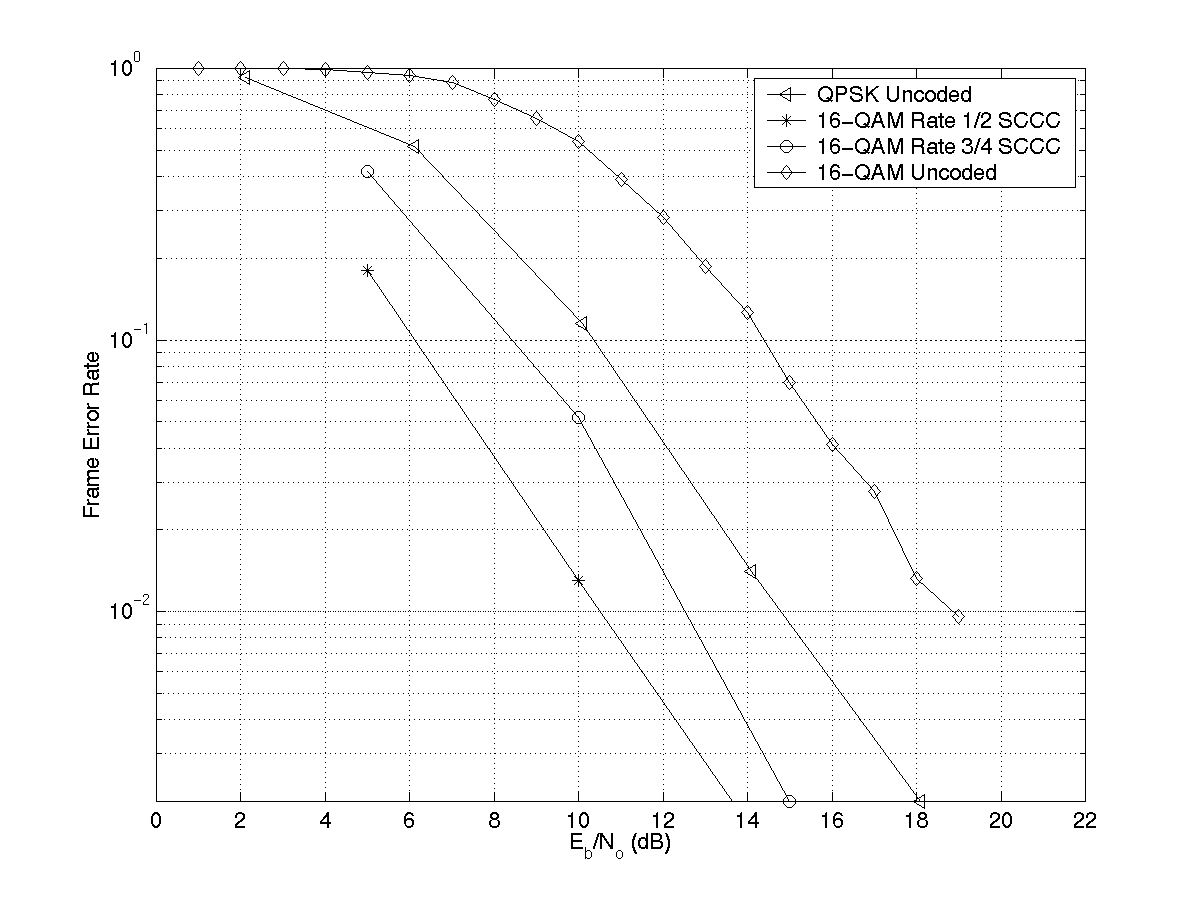 10^0
QPSK Uncoded
16-QAM Rate 1/2 SCCC
16-QAM Rate 3/4 SCCC
16-QAM Uncoded
10^-1
Frame Error Rate
10^-2
0 2 4 6 8 10 12 14 16 18 20 22
E_b/N_o (dB)